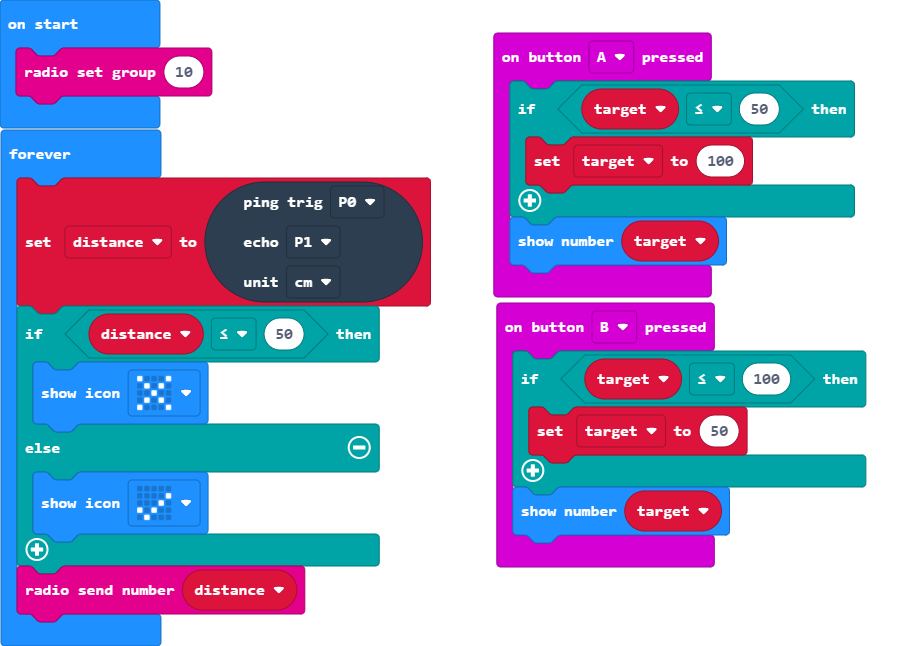 on start
radio set group 10
forever
set distance to ping trig P0
echo P1
unit cm
if distance ≤ 50 then
show icon
else
show icon
radio send number distance
on button A pressed
if target ≤ 50 then
set target to 100
show number target
on button B pressed
if target ≤ 100 then
set target to 50
show number target